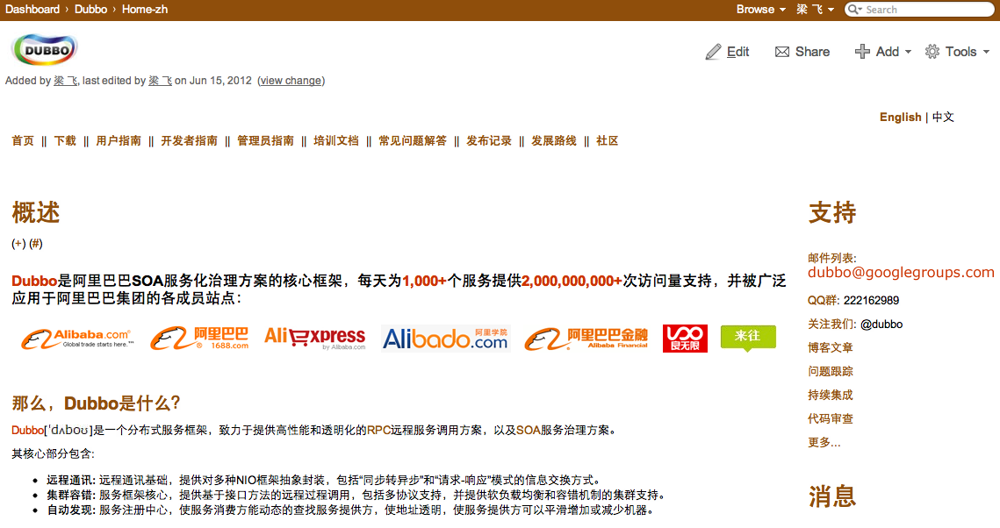 Dashboard › Dubbo › Home-zh
Browse 梁 飞 Search
DUBBO
Edit Share Add Tools
Added by 梁 飞, last edited by 梁 飞 on Jun 15, 2012 (view change)
English | 中文
首页 || 下载 || 用户指南 || 开发者指南 || 管理员指南 || 培训文档 || 常见问题解答 || 发布记录 || 发展路线 || 社区
概述
(+) (#)
Dubbo是阿里巴巴SOA服务化治理方案的核心框架，每天为1,000+个服务提供2,000,000,000+次访问量支持，并被广泛
应用于阿里巴巴集团的各成员站点：
Alibaba.com™
Global trade starts here.™
阿里巴巴
® 1688.com
AliExpress
by Alibaba.com
Alibado.com 阿里学院
阿里巴巴金融
Alibaba Financial
良无限
来往
那么，Dubbo是什么?
Dubbo['dʌbəʊ]是一个分布式服务框架，致力于提供高性能和透明化的RPC远程服务调用方案，以及SOA服务治理方案。
其核心部分包含:
• 远程通讯: 远程通讯基础，提供对多种NIO框架抽象封装，包括“同步转异步”和“请求-响应”模式的信息交换方式。
• 集群容错: 服务框架核心，提供基于接口方法的远程过程调用，包括多协议支持，并提供软负载均衡和容错机制的集群支持。
• 自动发现: 服务注册中心，使服务消费方能动态的查找服务提供方，使地址透明，使服务提供方可以平滑增加或减少机器。
支持
邮件列表:
dubbo@googlegroups.com
QQ群: 222162989
关注我们: @dubbo
博客文章
问题跟踪
持续集成
代码审查
更多...
消息